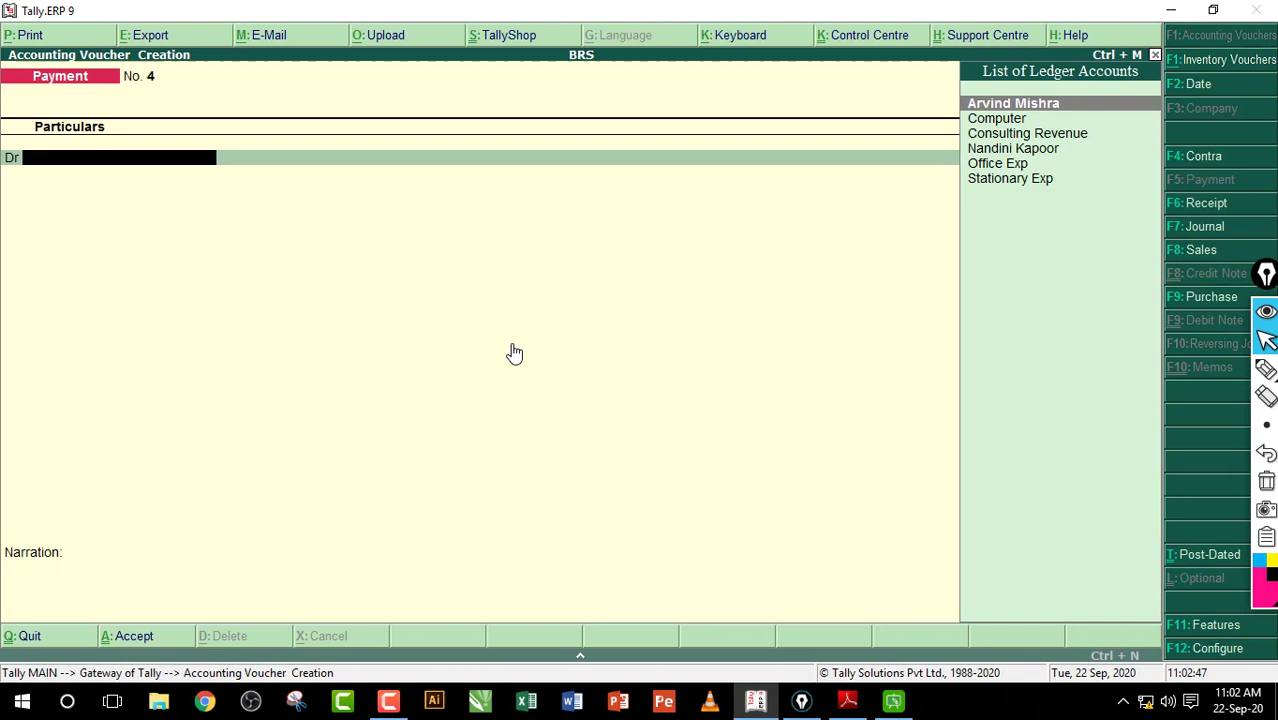 Tally.ERP 9
P: Print
E: Export
M: E-Mail
O: Upload
S: TallyShop
G: Language
K: Keyboard
K: Control Centre
H: Support Centre
H: Help
F1: Accounting Vouchers
Accounting Voucher Creation
BRS
Ctrl + M
F1: Inventory Vouchers
Payment
No. 4
List of Ledger Accounts
F2: Date
Arvind Mishra
F3: Company
Computer
Particulars
Consulting Revenue
Nandini Kapoor
Dr
F4: Contra
Office Exp
Stationary Exp
F5: Payment
F6: Receipt
F7: Journal
F8: Sales
F8: Credit Note
F9: Purchase
F9: Debit Note
F10: Reversing Jo
F10: Memos
Narration:
T: Post-Dated
L: Optional
F11: Features
Q: Quit
A: Accept
D: Delete
X: Cancel
F12: Configure
Ctrl + N
Tally MAIN --> Gateway of Tally --> Accounting Voucher Creation
© Tally Solutions Pvt Ltd., 1988-2020
Tue, 22 Sep, 2020
11:02:47
11:02 AM
22-Sep-20